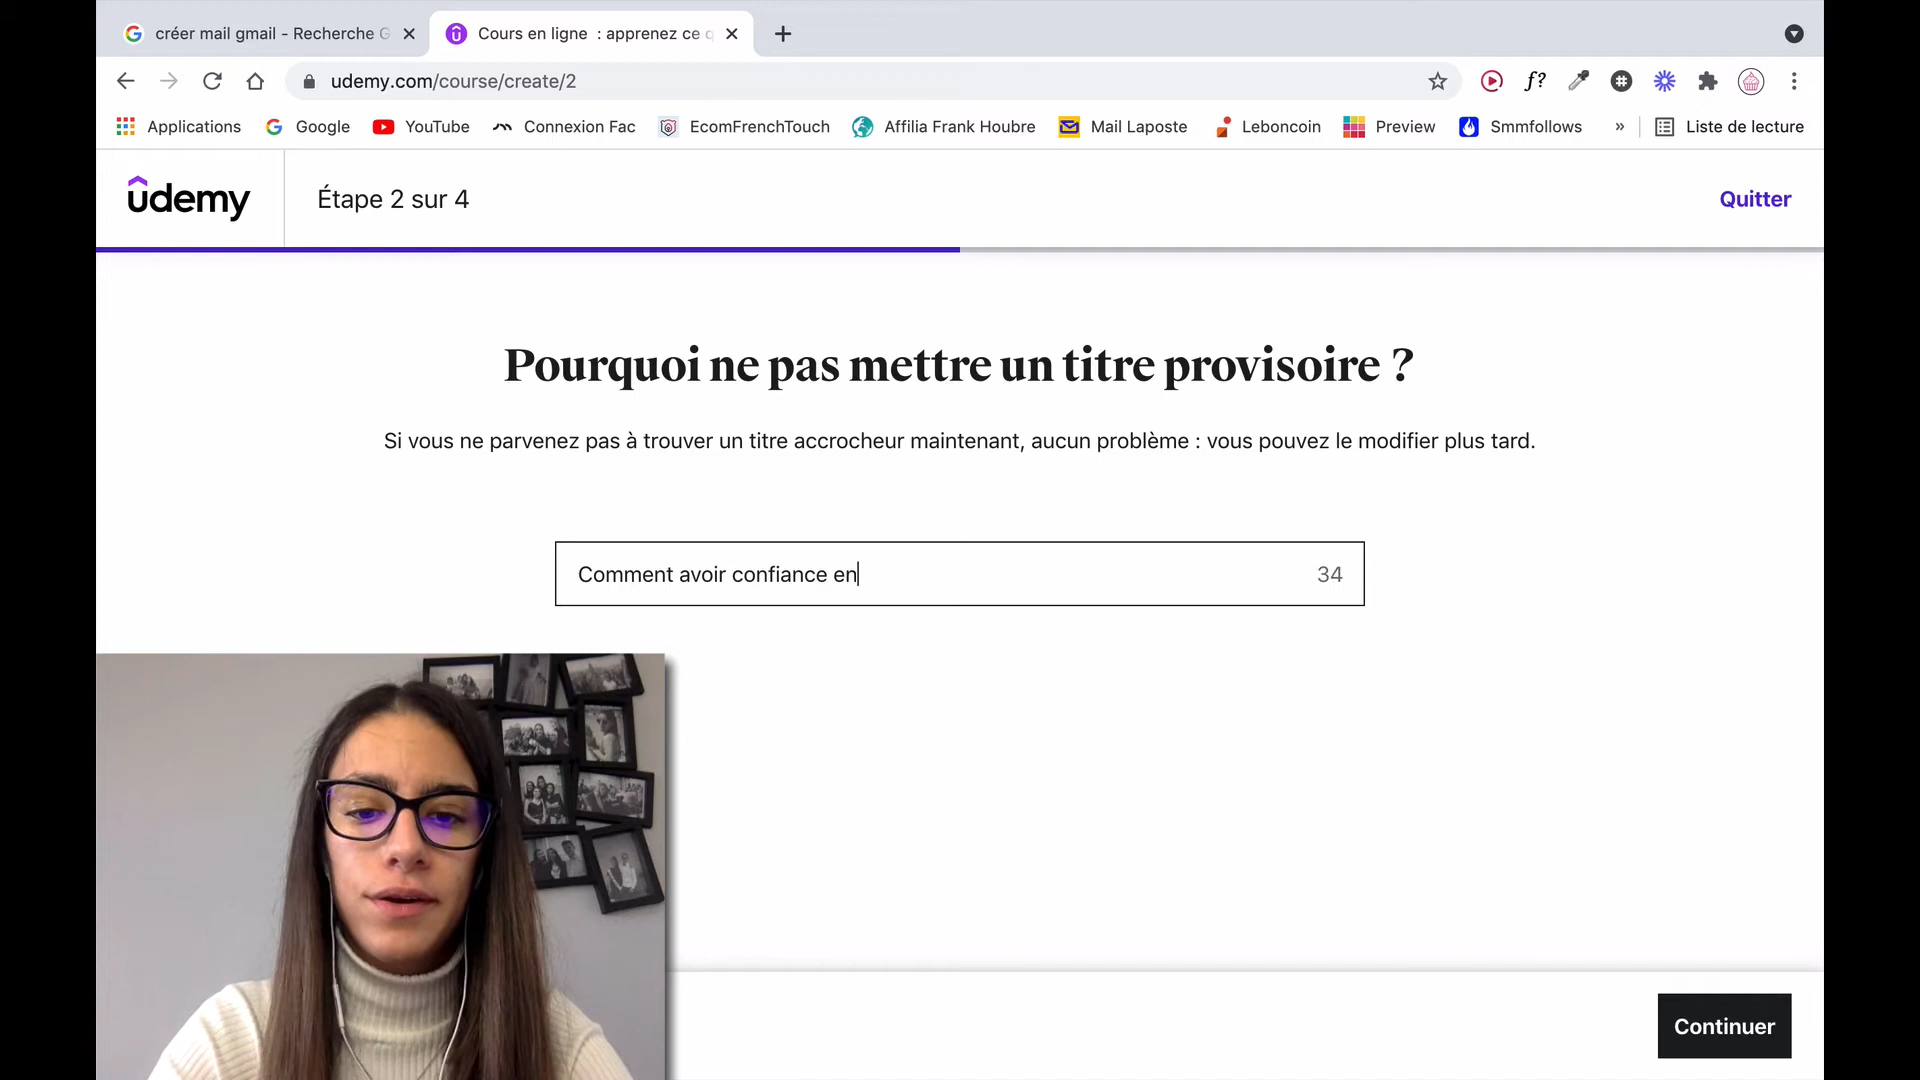 créer mail gmail - Recherche G
Cours en ligne : apprenez ce q
udemy.com/course/create/2
f?
Applications
Google
YouTube
Connexion Fac
EcomFrenchTouch
Affilia Frank Houbre
Mail Laposte
Leboncoin
Preview
Smmfollows
»
Liste de lecture
ûdemy
Étape 2 sur 4
Quitter
Pourquoi ne pas mettre un titre provisoire ?
Si vous ne parvenez pas à trouver un titre accrocheur maintenant, aucun problème : vous pouvez le modifier plus tard.
Comment avoir confiance en
34
Continuer